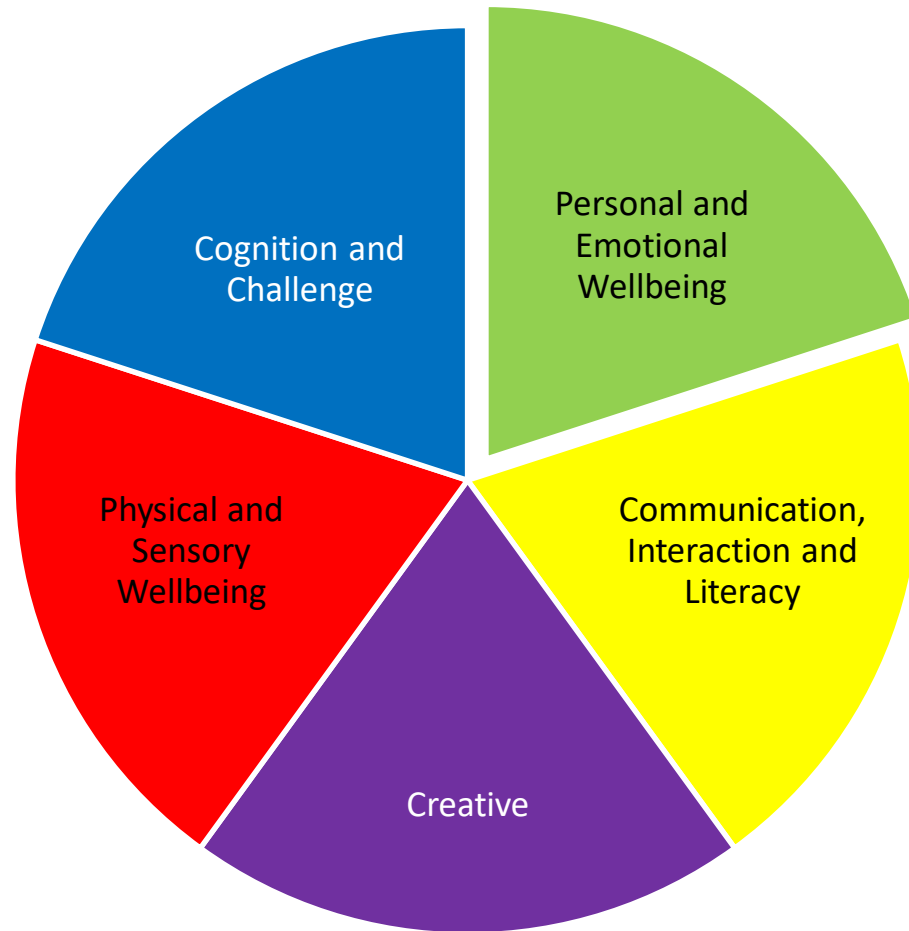 Personal and
Emotional
Wellbeing
Cognition and
Challenge
Communication,
Interaction and
Literacy
Physical and
Sensory
Wellbeing
Creative